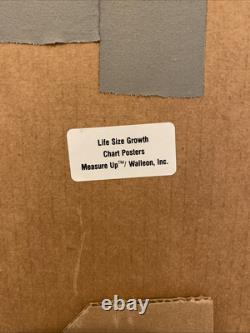 Life Size Growth
Chart Posters
Measure Up™/ Walleon, Inc.
ebay